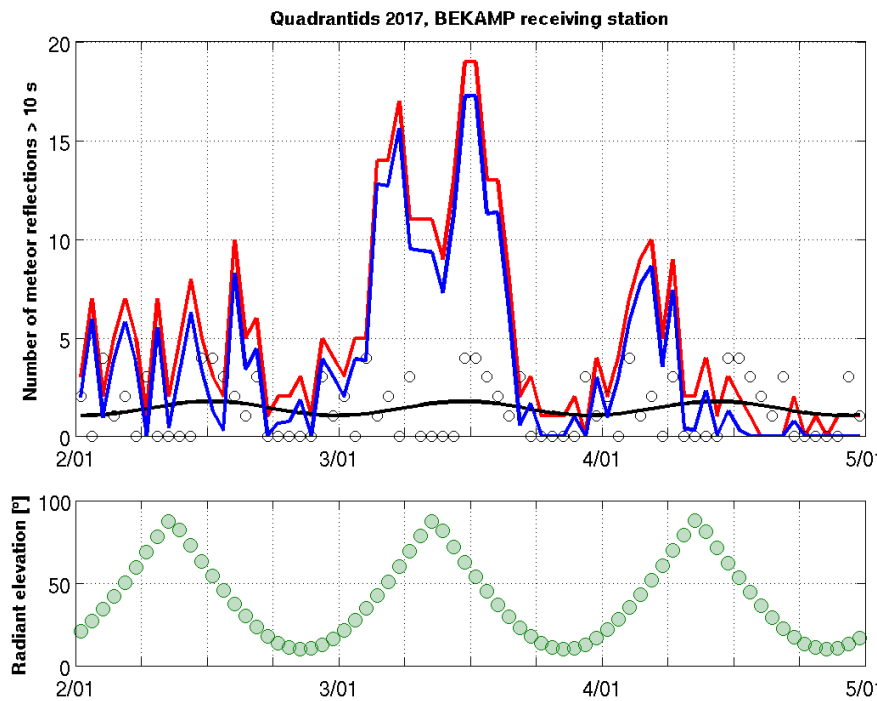 Quadrantids 2017, BEKAMP receiving station
Number of meteor reflections > 10 s
20
15
10
5
0
2/01 3/01 4/01 5/01
Radiant elevation [º]
100
50
0
2/01 3/01 4/01 5/01